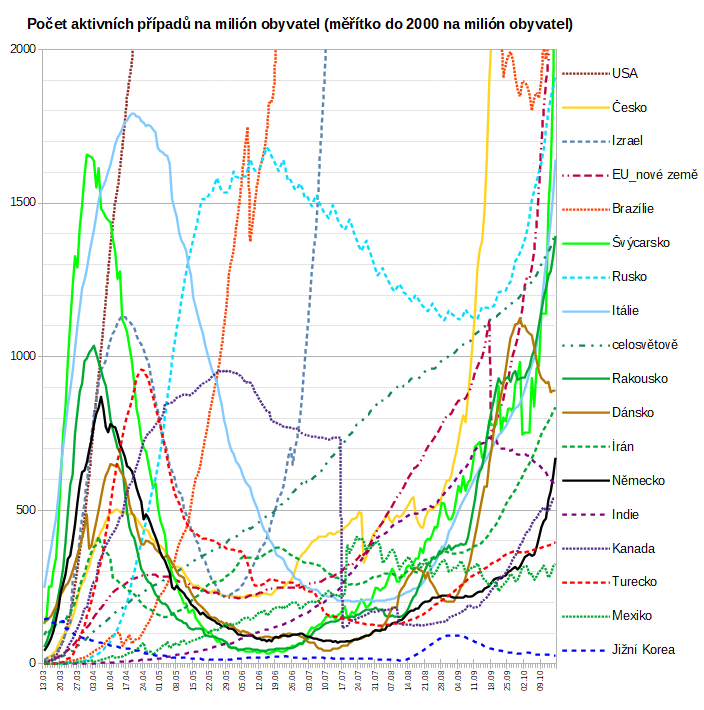 Počet aktivních případů na milión obyvatel (měřítko do 2000 na milión obyvatel)
2000
1500
1000
500
0
13.03
20.03
27.03
03.04
10.04
17.04
24.04
01.05
08.05
15.05
22.05
29.05
05.06
12.06
19.06
26.06
03.07
10.07
17.07
24.07
31.07
07.08
14.08
21.08
28.08
04.09
11.09
18.09
25.09
02.10
09.10
USA
Česko
Izrael
EU_nové země
Brazílie
Švýcarsko
Rusko
Itálie
celosvětově
Rakousko
Dánsko
Írán
Německo
Indie
Kanada
Turecko
Mexiko
Jižní Korea